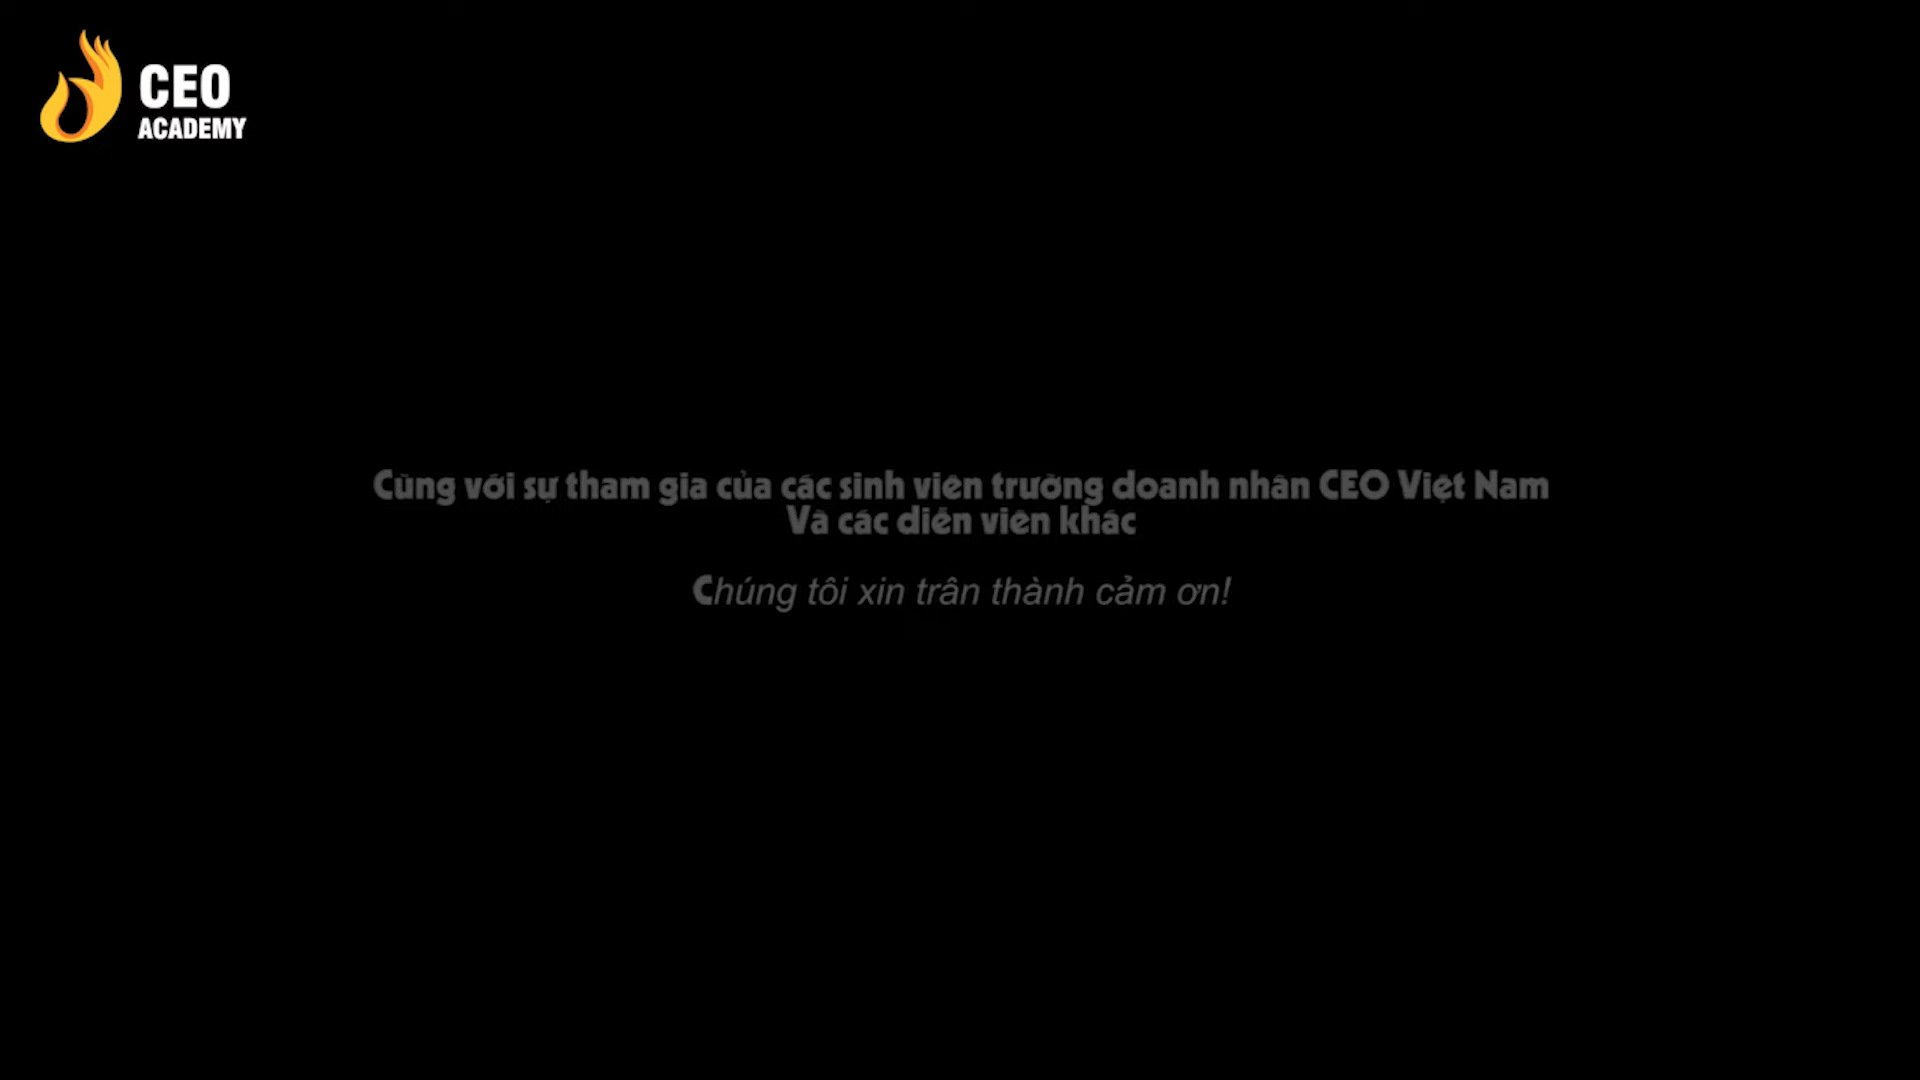 CEO
ACADEMY
Cùng với sự tham gia của các sinh viên trường doanh nhân CEO Việt Nam
Và các diễn viên khác
Chúng tôi xin trân thành cảm ơn!